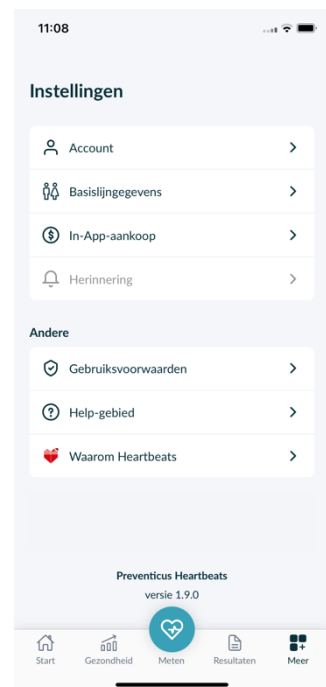 11:08
Instellingen
Account
Basislijngegevens
In-App-aankoop
Herinnering
Andere
Gebruiksvoorwaarden
Help-gebied
Waarom Heartbeats
Preventicus Heartbeats
versie 1.9.0
Start Gezondheid Meten Resultaten Meer